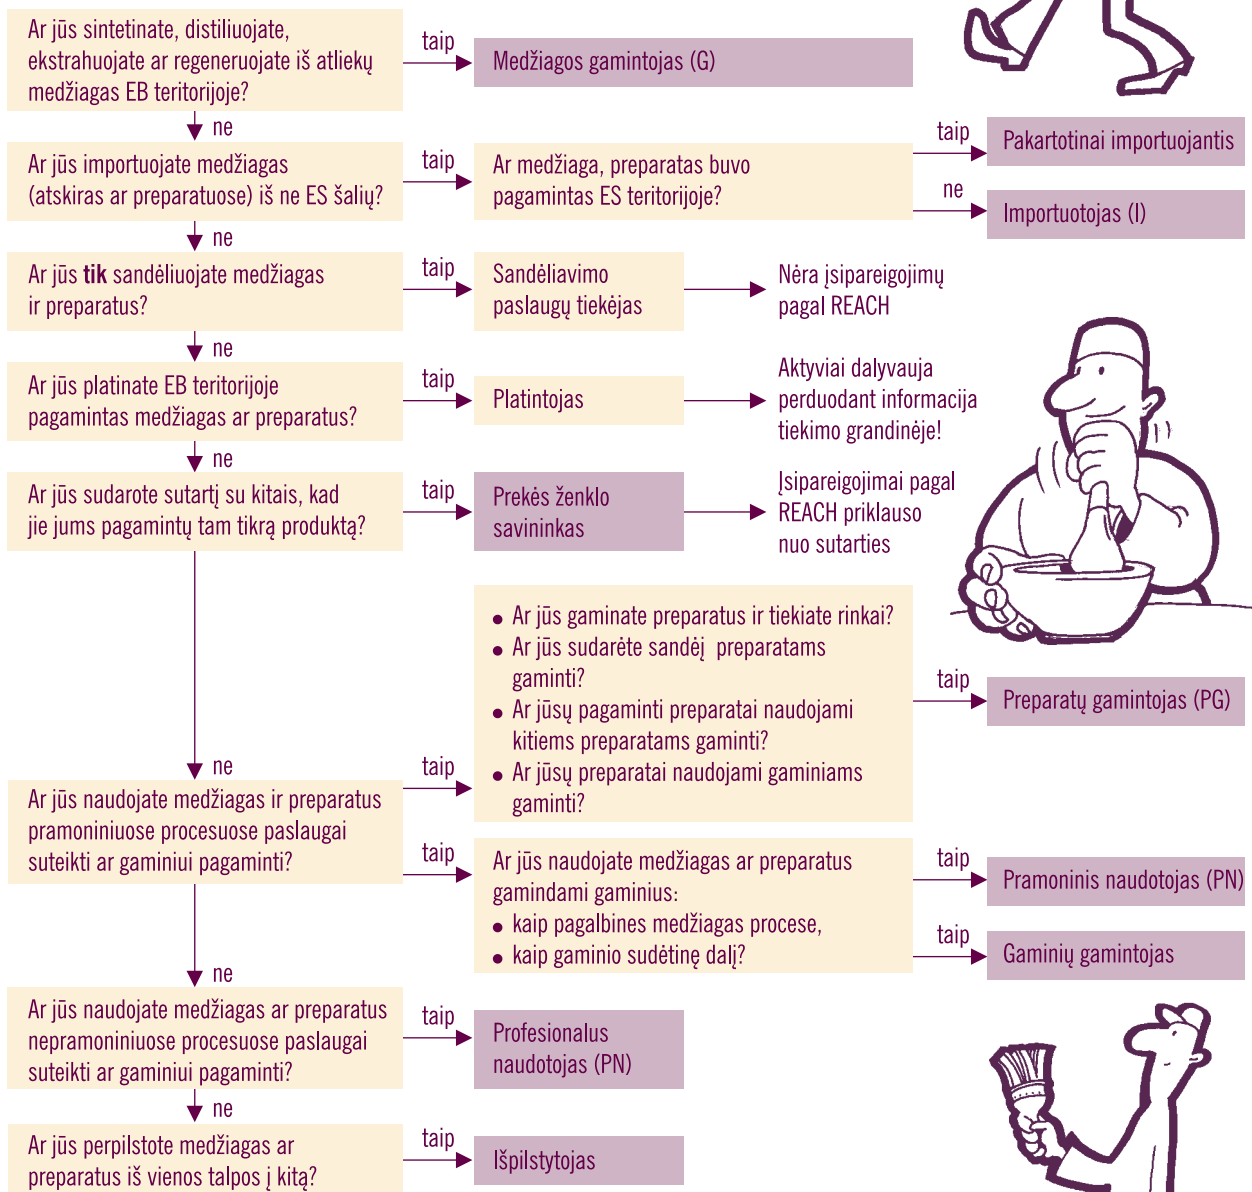 Ar jūs sintetinate, distiliuojate,
ekstrahuojate ar regeneruojate iš atliekų
medžiagas EB teritorijoje?
taip
Medžiagos gamintojas (G)
ne
Ar jūs importuojate medžiagas
(atskiras ar preparatuose) iš ne ES šalių?
taip
Ar medžiaga, preparatas buvo
pagamintas ES teritorijoje?
taip
Pakartotinai importuojantis
ne
Importuotojas (I)
ne
Ar jūs tik sandėliuojate medžiagas
ir preparatus?
taip
Sandėliavimo
paslaugų tiekėjas
Nėra įsipareigojimų
pagal REACH
ne
Ar jūs platinate EB teritorijoje
pagamintas medžiagas ar preparatus?
taip
Platintojas
Aktyviai dalyvauja
perduodant informacija
tiekimo grandinėje!
ne
Ar jūs sudarote sutartį su kitais, kad
jie jums pagamintų tam tikrą produktą?
taip
Prekės ženklo
savininkas
Įsipareigojimai pagal
REACH priklauso
nuo sutarties
ne
Ar jūs naudojate medžiagas ir preparatus
pramoniniuose procesuose paslaugai
suteikti ar gaminiui pagaminti?
taip
• Ar jūs gaminate preparatus ir tiekiate rinkai?
• Ar jūs sudarėte sandėį preparatams
gaminti?
• Ar jūsų pagaminti preparatai naudojami
kitiems preparatams gaminti?
• Ar jūsų preparatai naudojami gaminiams
gaminti?
taip
Preparatų gamintojas (PG)
taip
Ar jūs naudojate medžiagas ar preparatus
gamindami gaminius:
• kaip pagalbines medžiagas procese,
• kaip gaminio sudėtinę dalį?
taip
Pramoninis naudotojas (PN)
taip
Gaminių gamintojas
ne
Ar jūs naudojate medžiagas ar preparatus
nepramoniniuose procesuose paslaugai
suteikti ar gaminiui pagaminti?
taip
Profesionalus
naudotojas (PN)
ne
Ar jūs perpilstote medžiagas ar
preparatus iš vienos talpos į kitą?
taip
Išpilstytojas